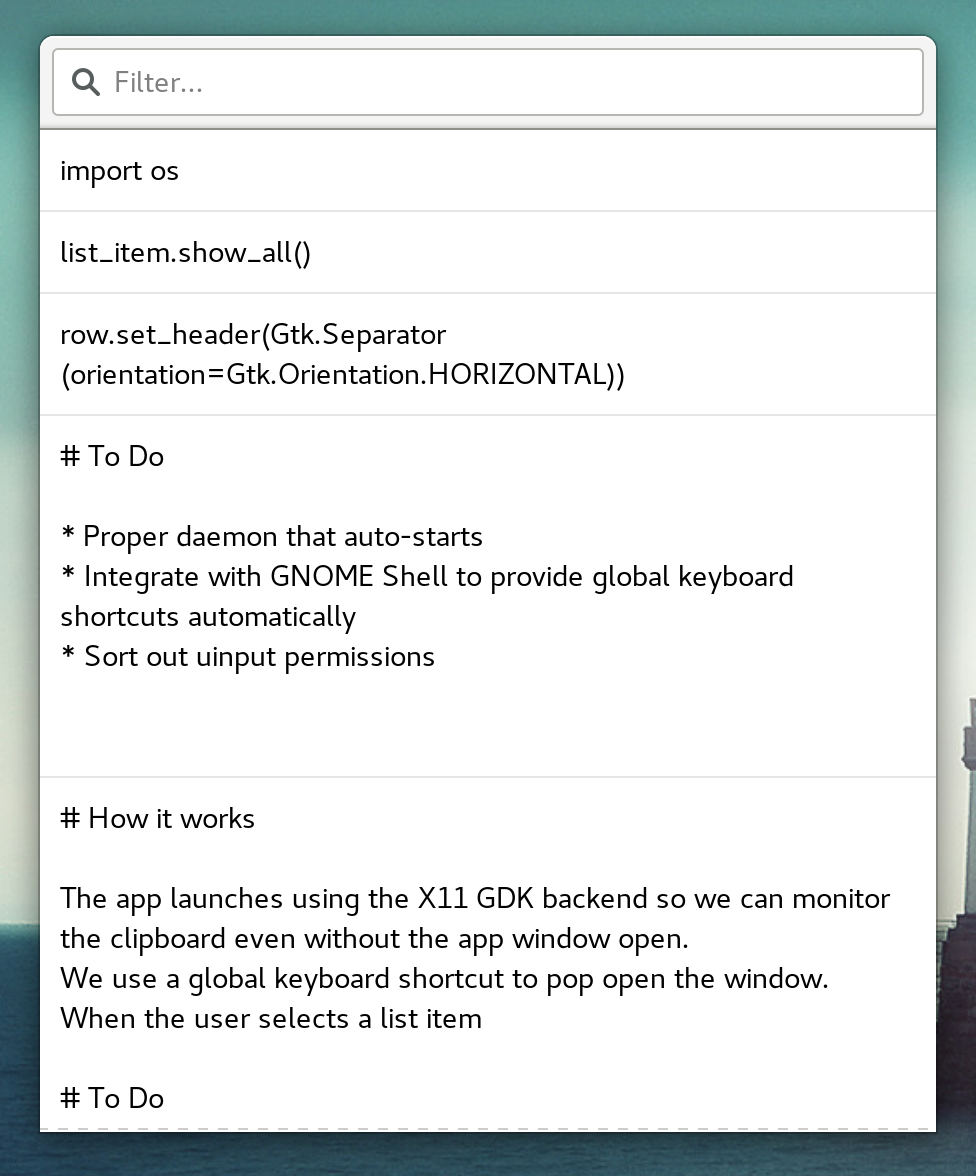 Filter...
import os
list_item.show_all()
row.set_header(Gtk.Separator
(orientation=Gtk.Orientation.HORIZONTAL))
# To Do
* Proper daemon that auto-starts
* Integrate with GNOME Shell to provide global keyboard
shortcuts automatically
* Sort out uinput permissions
# How it works
The app launches using the X11 GDK backend so we can monitor
the clipboard even without the app window open.
We use a global keyboard shortcut to pop open the window.
When the user selects a list item
# To Do